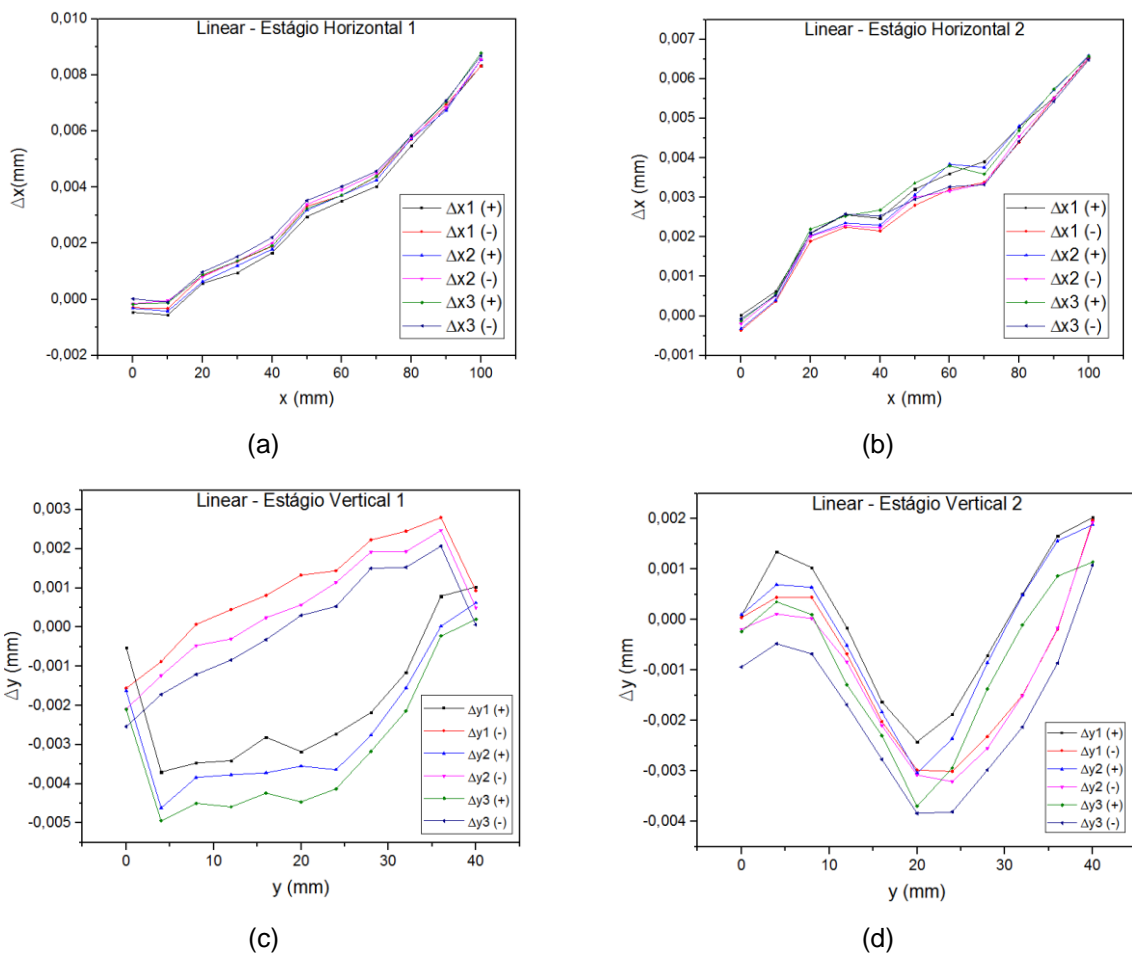 Linear - Estágio Horizontal 1
0,010
0,008
0,006
0,004
0,002
0,000
-0,002
Δx(mm)
Δx1 (+)
Δx1 (-)
Δx2 (+)
Δx2 (-)
Δx3 (+)
Δx3 (-)
0 20 40 60 80 100
x (mm)
(a)
Linear - Estágio Horizontal 2
0,007
0,006
0,005
0,004
0,003
0,002
0,001
0,000
-0,001
Δx (mm)
Δx1 (+)
Δx1 (-)
Δx2 (+)
Δx2 (-)
Δx3 (+)
Δx3 (-)
0 20 40 60 80 100
x (mm)
(b)
Linear - Estágio Vertical 1
0,003
0,002
0,001
0,000
-0,001
-0,002
-0,003
-0,004
-0,005
Δy (mm)
Δy1 (+)
Δy1 (-)
Δy2 (+)
Δy2 (-)
Δy3 (+)
Δy3 (-)
0 10 20 30 40
y (mm)
(c)
Linear - Estágio Vertical 2
0,002
0,001
0,000
-0,001
-0,002
-0,003
-0,004
Δy (mm)
Δy1 (+)
Δy1 (-)
Δy2 (+)
Δy2 (-)
Δy3 (+)
Δy3 (-)
0 10 20 30 40
y (mm)
(d)